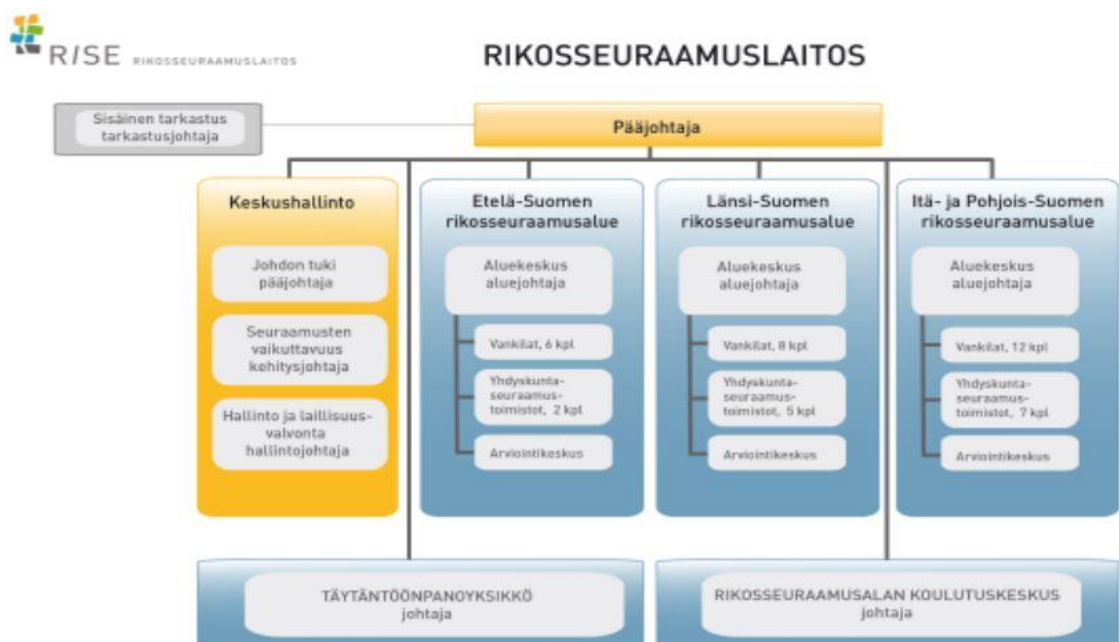 RISE RIKOSSEURAAMUSLAITOS
RIKOSSEURAAMUSLAITOS
Sisäinen tarkastus
tarkastusjohtaja
Pääjohtaja
Keskushallinto
Johdon tuki
pääjohtaja
Seuraamusten
vaikuttavuus
kehitysjohtaja
Hallinto ja laillisuus-
valvonta
hallintojohtaja
Etelä-Suomen
rikosseuraamusalue
Aluekeskus
aluejohtaja
Vankilat, 6 kpl
Yhdyskunta-
seuraamus-
toimistot, 2 kpl
Arviointikeskus
Länsi-Suomen
rikosseuraamusalue
Aluekeskus
aluejohtaja
Vankilat, 8 kpl
Yhdyskunta-
seuraamus-
toimistot, 5 kpl
Arviointikeskus
Itä- ja Pohjois-Suomen
rikosseuraamusalue
Aluekeskus
aluejohtaja
Vankilat, 12 kpl
Yhdyskunta-
seuraamus-
toimistot, 7 kpl
Arviointikeskus
TÄYTÄNTÖÖNPANOYKSIKKÖ
johtaja
RIKOSSEURAAMUSALAN KOULUTUSKESKUS
johtaja